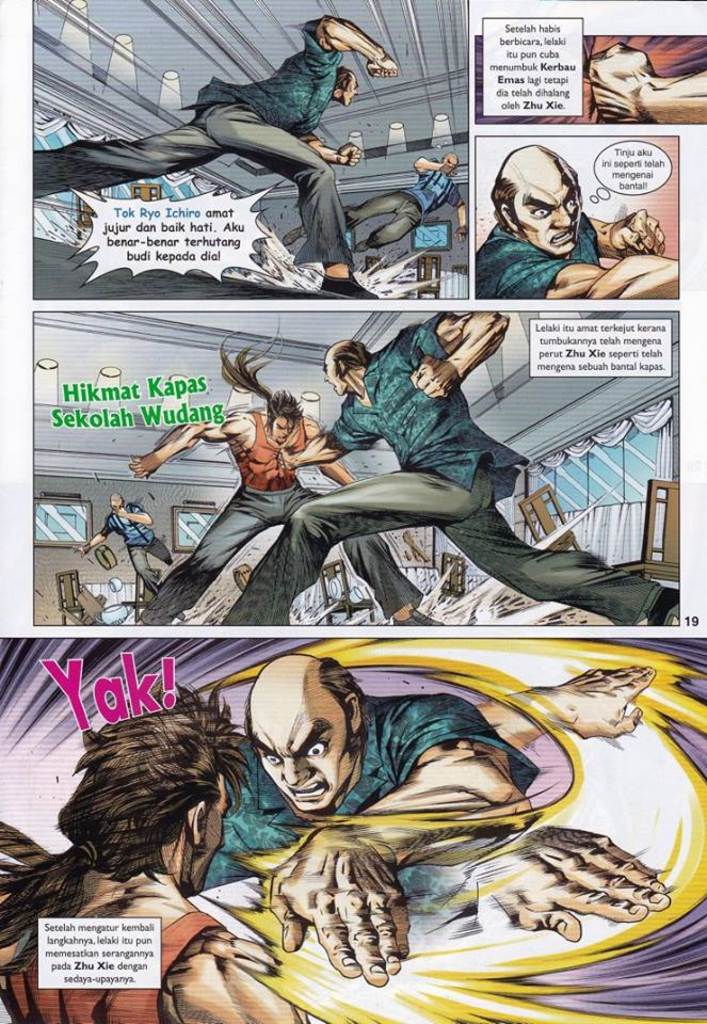 Tok Ryo Ichiro amat
jujur dan baik hati. Aku
benar-benar terhutang
budi kepada dia!
Setelah habis
berbicara, lelaki
itu pun cuba
menumbuk Kerbau
Emas lagi tetapi
dia telah dihalang
oleh Zhu Xie.
Tinju aku
ini seperti telah
mengenai
bantal!
Hikmat Kapas
Sekolah Wudang
Lelaki itu amat terkejut kerana
tumbukannya telah mengena
perut Zhu Xie seperti telah
mengena sebuah bantal kapas.
19
Yak!
Setelah mengatur kembali
langkahnya, lelaki itu pun
memesatkan serangannya
pada Zhu Xie dengan
sedaya-upayanya.